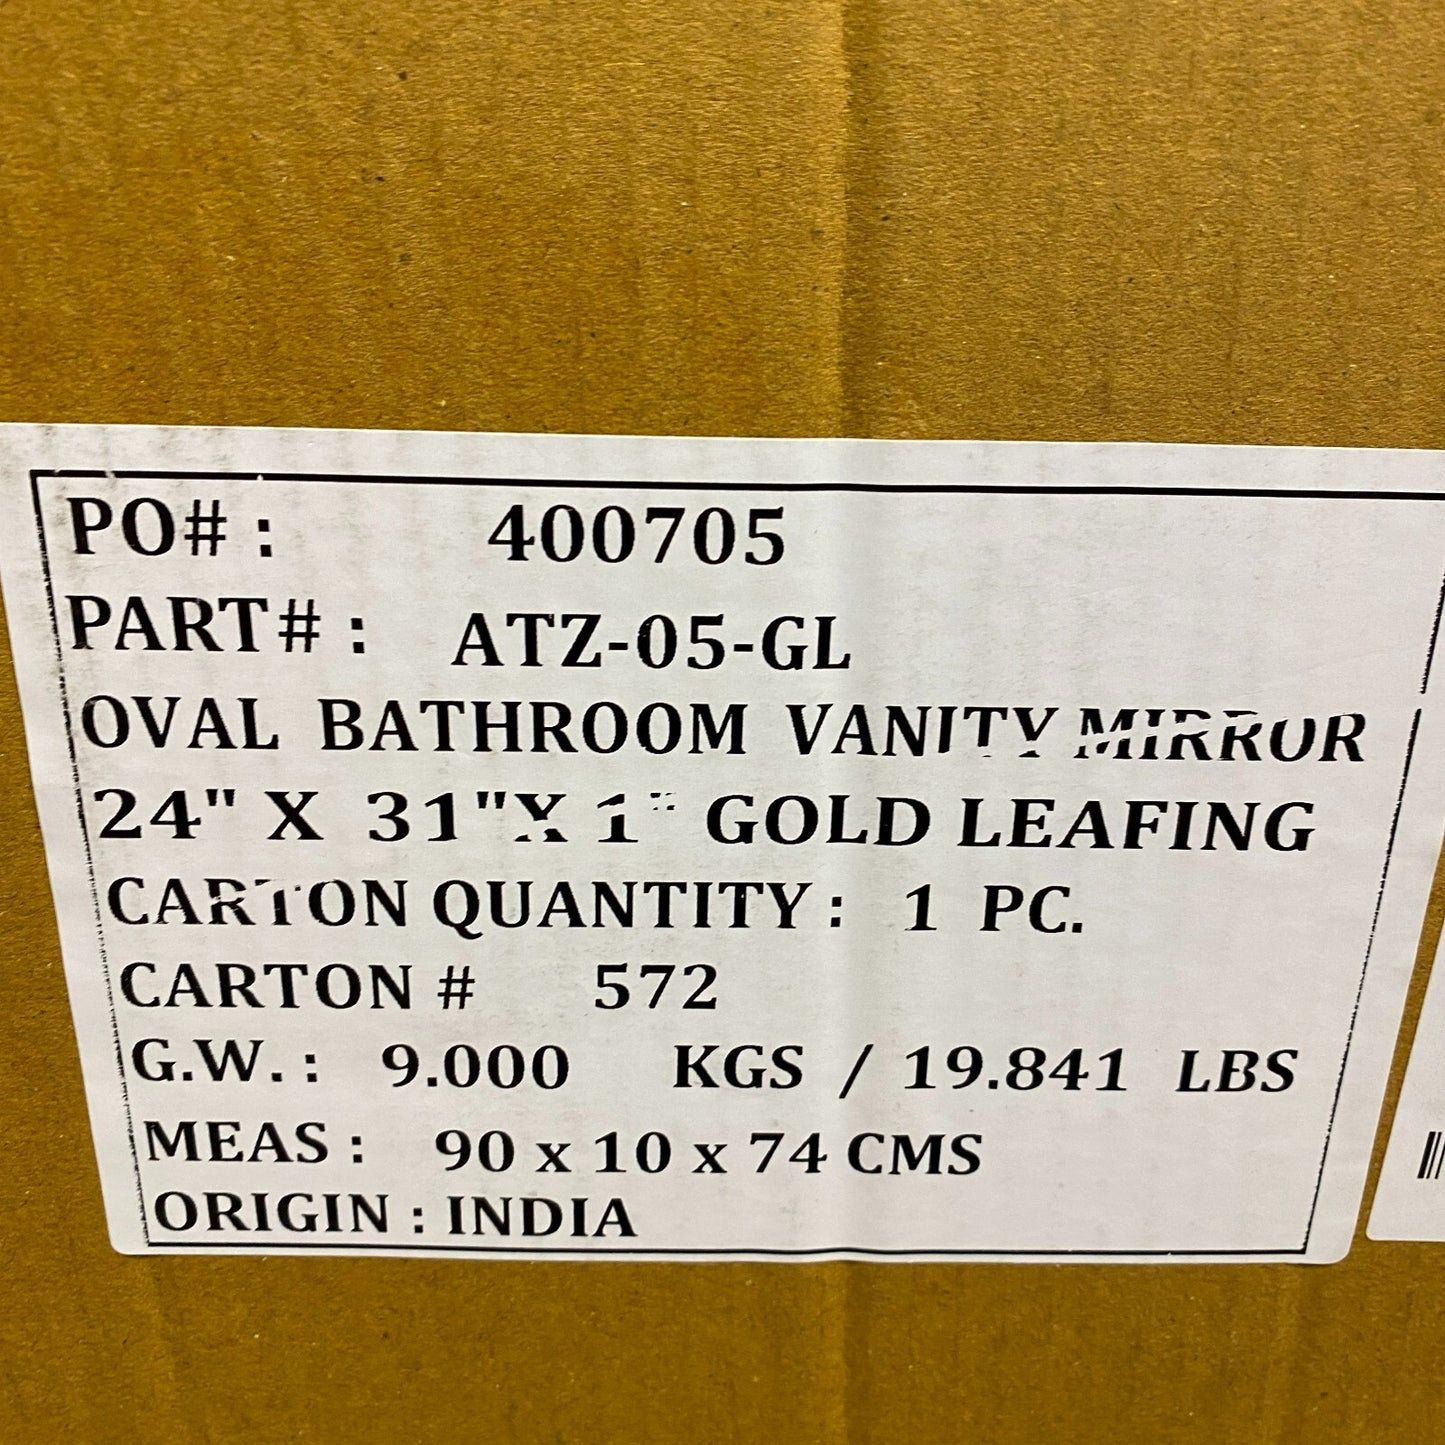 PO# : 400705
PART# : ATZ-05-GL
OVAL BATHROOM VANITY MIRROR
24" X 31"X 1" GOLD LEAFING
CARTON QUANTITY : 1 PC.
CARTON # 572
G.W. : 9.000 KGS / 19.841 LBS
MEAS : 90 x 10 x 74 CMS
ORIGIN : INDIA